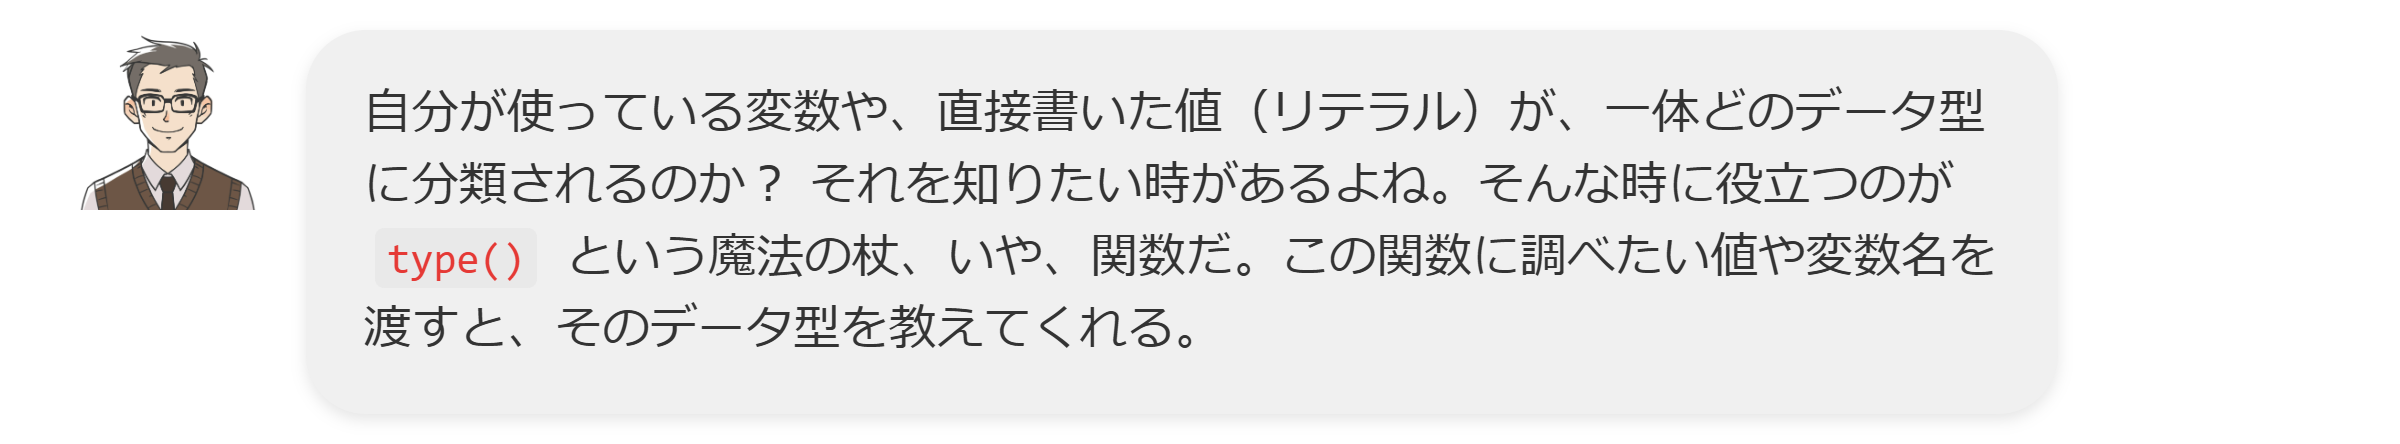 自分が使っている変数や、直接書いた値（リテラル）が、一体どのデータ型
に分類されるのか？ それを知りたい時があるよね。そんな時に役立つのが
type() という魔法の杖、いや、関数だ。この関数に調べたい値や変数名を
渡すと、そのデータ型を教えてくれる。